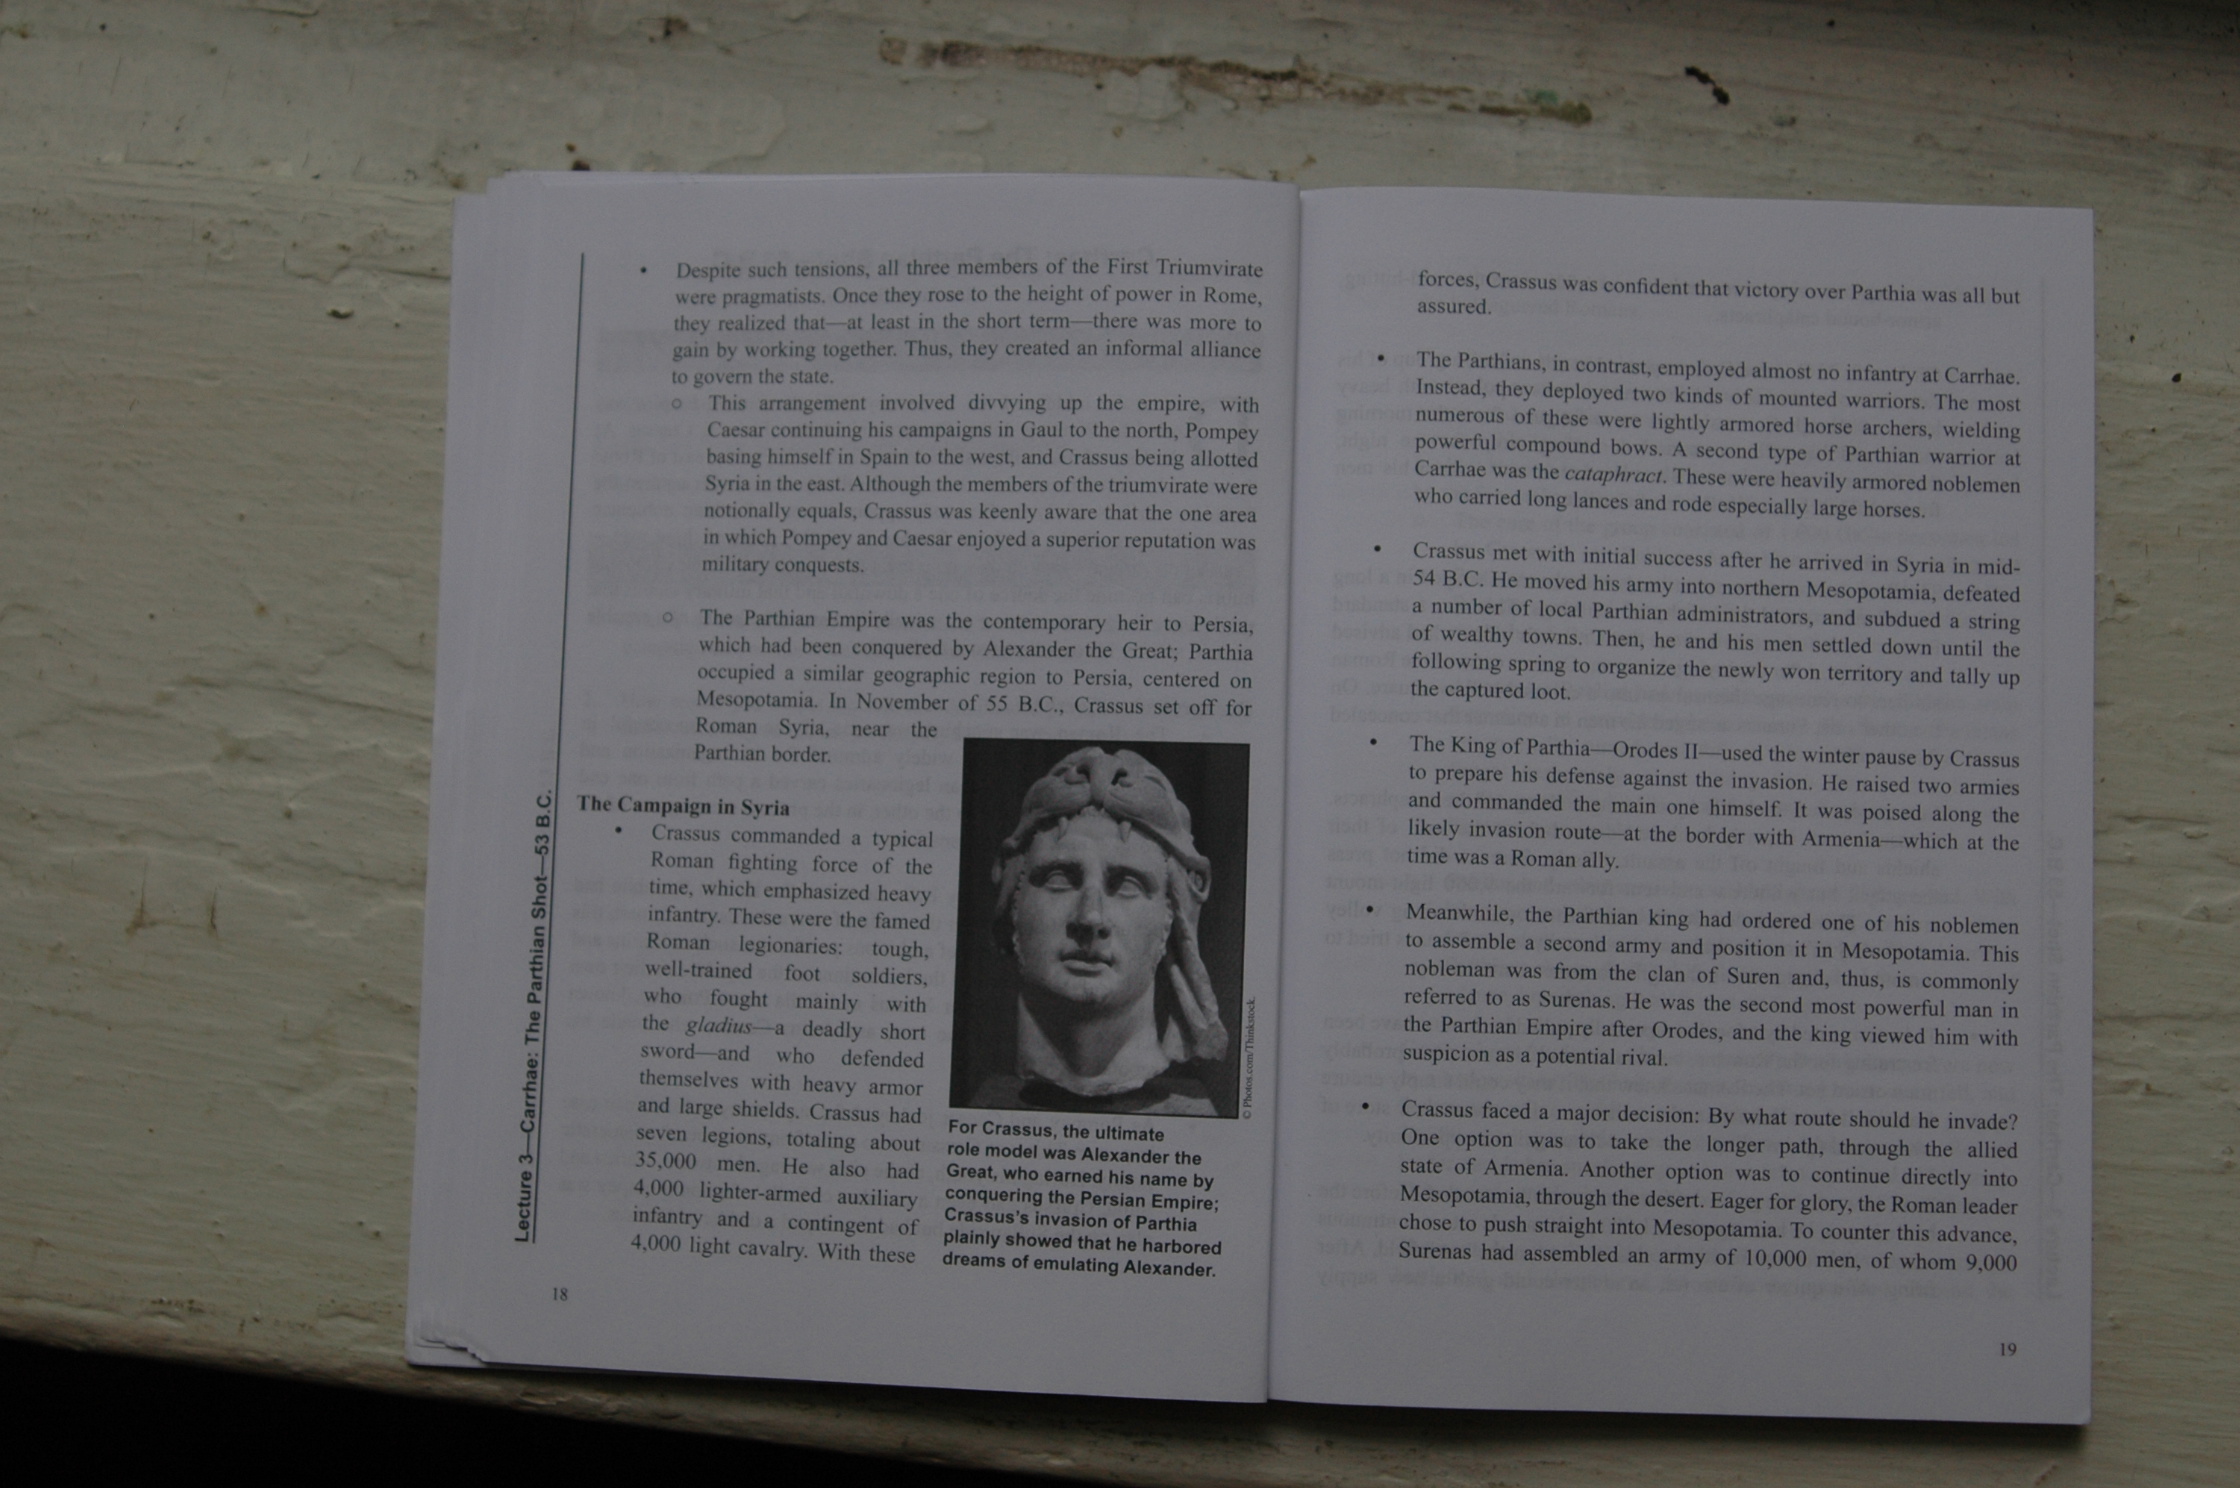 • Despite such tensions, all three members of the First Triumvirate
were pragmatists. Once they rose to the height of power in Rome,
they realized that—at least in the short term—there was more to
gain by working together. Thus, they created an informal alliance
to govern the state.
○ This arrangement involved divvying up the empire, with
Caesar continuing his campaigns in Gaul to the north, Pompey
basing himself in Spain to the west, and Crassus being allotted
Syria in the east. Although the members of the triumvirate were
notionally equals, Crassus was keenly aware that the one area
in which Pompey and Caesar enjoyed a superior reputation was
military conquests.
○ The Parthian Empire was the contemporary heir to Persia,
which had been conquered by Alexander the Great; Parthia
occupied a similar geographic region to Persia, centered on
Mesopotamia. In November of 55 B.C., Crassus set off for
Roman Syria, near the
Parthian border.
The Campaign in Syria
• Crassus commanded a typical
Roman fighting force of the
time, which emphasized heavy
infantry. These were the famed
Roman legionaries: tough,
well-trained foot soldiers,
who fought mainly with
the gladius—a deadly short
sword—and who defended
themselves with heavy armor
and large shields. Crassus had
seven legions, totaling about
35,000 men. He also had
4,000 lighter-armed auxiliary
infantry and a contingent of
4,000 light cavalry. With these
© Photos.com/Thinkstock.
For Crassus, the ultimate
role model was Alexander the
Great, who earned his name by
conquering the Persian Empire;
Crassus's invasion of Parthia
plainly showed that he harbored
dreams of emulating Alexander.
Lecture 3—Carrhae: The Parthian Shot—53 B.C.
18
forces, Crassus was confident that victory over Parthia was all but
assured.
• The Parthians, in contrast, employed almost no infantry at Carrhae.
Instead, they deployed two kinds of mounted warriors. The most
numerous of these were lightly armored horse archers, wielding
powerful compound bows. A second type of Parthian warrior at
Carrhae was the cataphract. These were heavily armored noblemen
who carried long lances and rode especially large horses.
• Crassus met with initial success after he arrived in Syria in mid-
54 B.C. He moved his army into northern Mesopotamia, defeated
a number of local Parthian administrators, and subdued a string
of wealthy towns. Then, he and his men settled down until the
following spring to organize the newly won territory and tally up
the captured loot.
• The King of Parthia—Orodes II—used the winter pause by Crassus
to prepare his defense against the invasion. He raised two armies
and commanded the main one himself. It was poised along the
likely invasion route—at the border with Armenia—which at the
time was a Roman ally.
• Meanwhile, the Parthian king had ordered one of his noblemen
to assemble a second army and position it in Mesopotamia. This
nobleman was from the clan of Suren and, thus, is commonly
referred to as Surenas. He was the second most powerful man in
the Parthian Empire after Orodes, and the king viewed him with
suspicion as a potential rival.
• Crassus faced a major decision: By what route should he invade?
One option was to take the longer path, through the allied
state of Armenia. Another option was to continue directly into
Mesopotamia, through the desert. Eager for glory, the Roman leader
chose to push straight into Mesopotamia. To counter this advance,
Surenas had assembled an army of 10,000 men, of whom 9,000
19